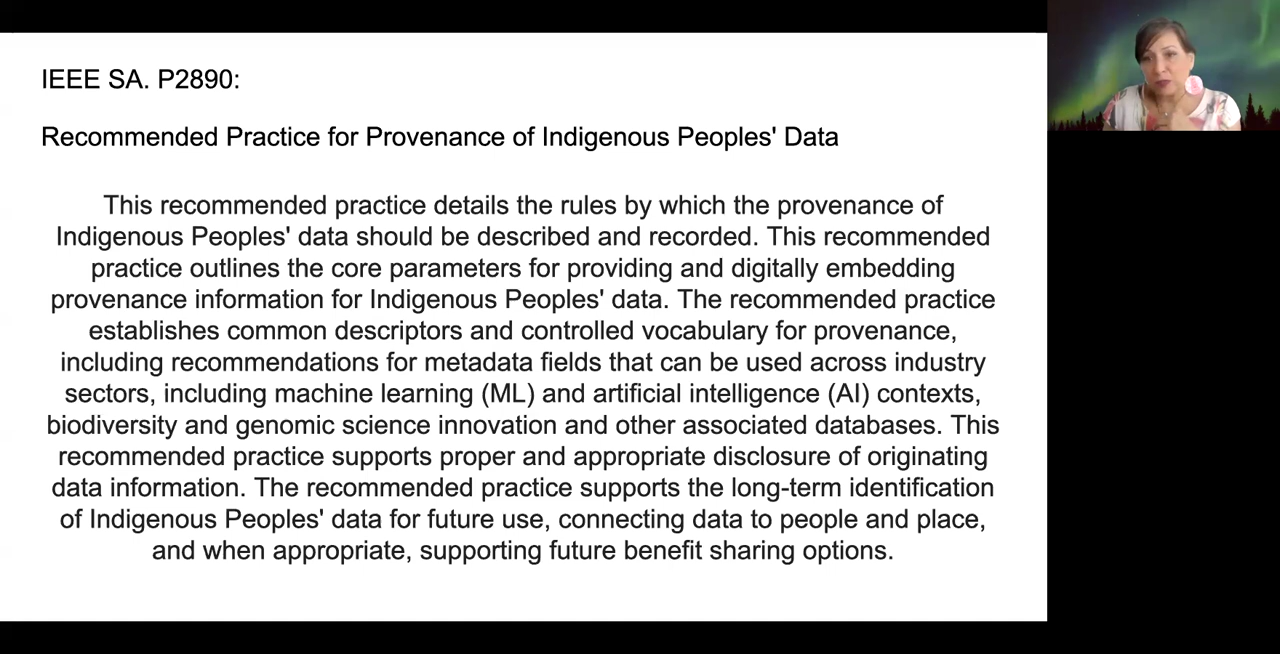 IEEE SA. P2890:
Recommended Practice for Provenance of Indigenous Peoples' Data
This recommended practice details the rules by which the provenance of
Indigenous Peoples' data should be described and recorded. This recommended
practice outlines the core parameters for providing and digitally embedding
provenance information for Indigenous Peoples' data. The recommended practice
establishes common descriptors and controlled vocabulary for provenance,
including recommendations for metadata fields that can be used across industry
sectors, including machine learning (ML) and artificial intelligence (AI) contexts,
biodiversity and genomic science innovation and other associated databases. This
recommended practice supports proper and appropriate disclosure of originating
data information. The recommended practice supports the long-term identification
of Indigenous Peoples' data for future use, connecting data to people and place,
and when appropriate, supporting future benefit sharing options.